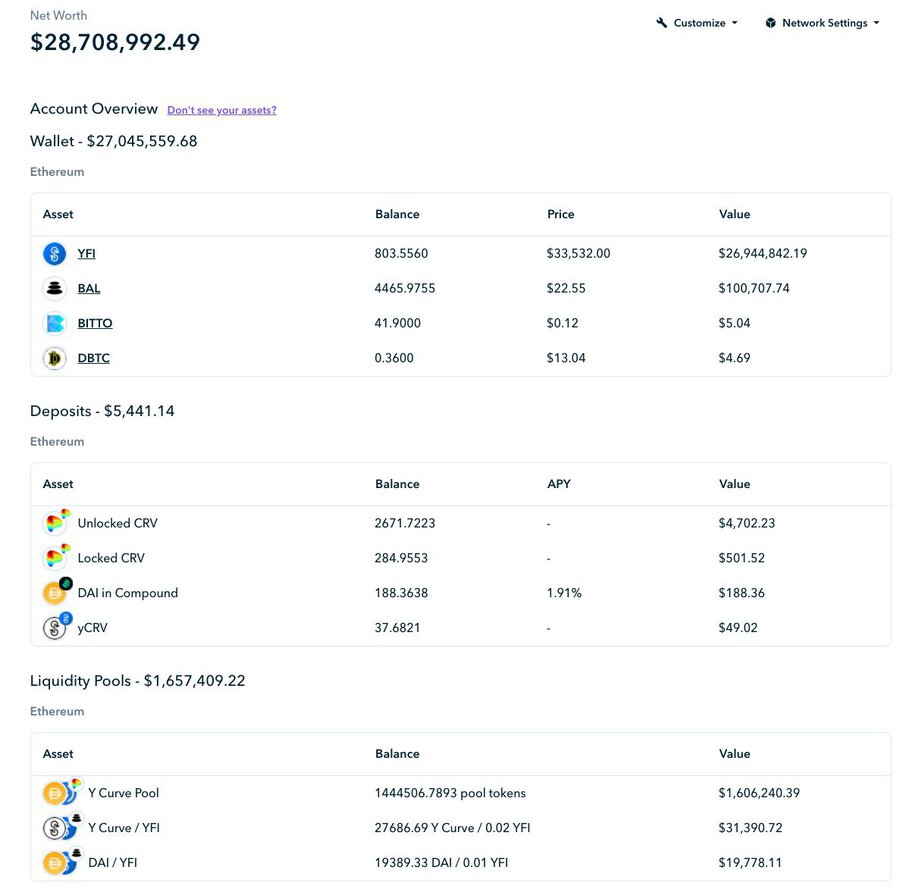 Net Worth
$28,708,992.49
Customize
Network Settings
Account Overview Don't see your assets?
Wallet - $27,045,559.68
Ethereum
Asset Balance Price Value
YFI 803.5560 $33,532.00 $26,944,842.19
BAL 4465.9755 $22.55 $100,707.74
BITTO 41.9000 $0.12 $5.04
DBTC 0.3600 $13.04 $4.69
Deposits - $5,441.14
Ethereum
Asset Balance APY Value
Unlocked CRV 2671.7223 - $4,702.23
Locked CRV 284.9553 - $501.52
DAI in Compound 188.3638 1.91% $188.36
yCRV 37.6821 - $49.02
Liquidity Pools - $1,657,409.22
Ethereum
Asset Balance Value
Y Curve Pool 1444506.7893 pool tokens $1,606,240.39
Y Curve / YFI 27686.69 Y Curve / 0.02 YFI $31,390.72
DAI / YFI 19389.33 DAI / 0.01 YFI $19,778.11